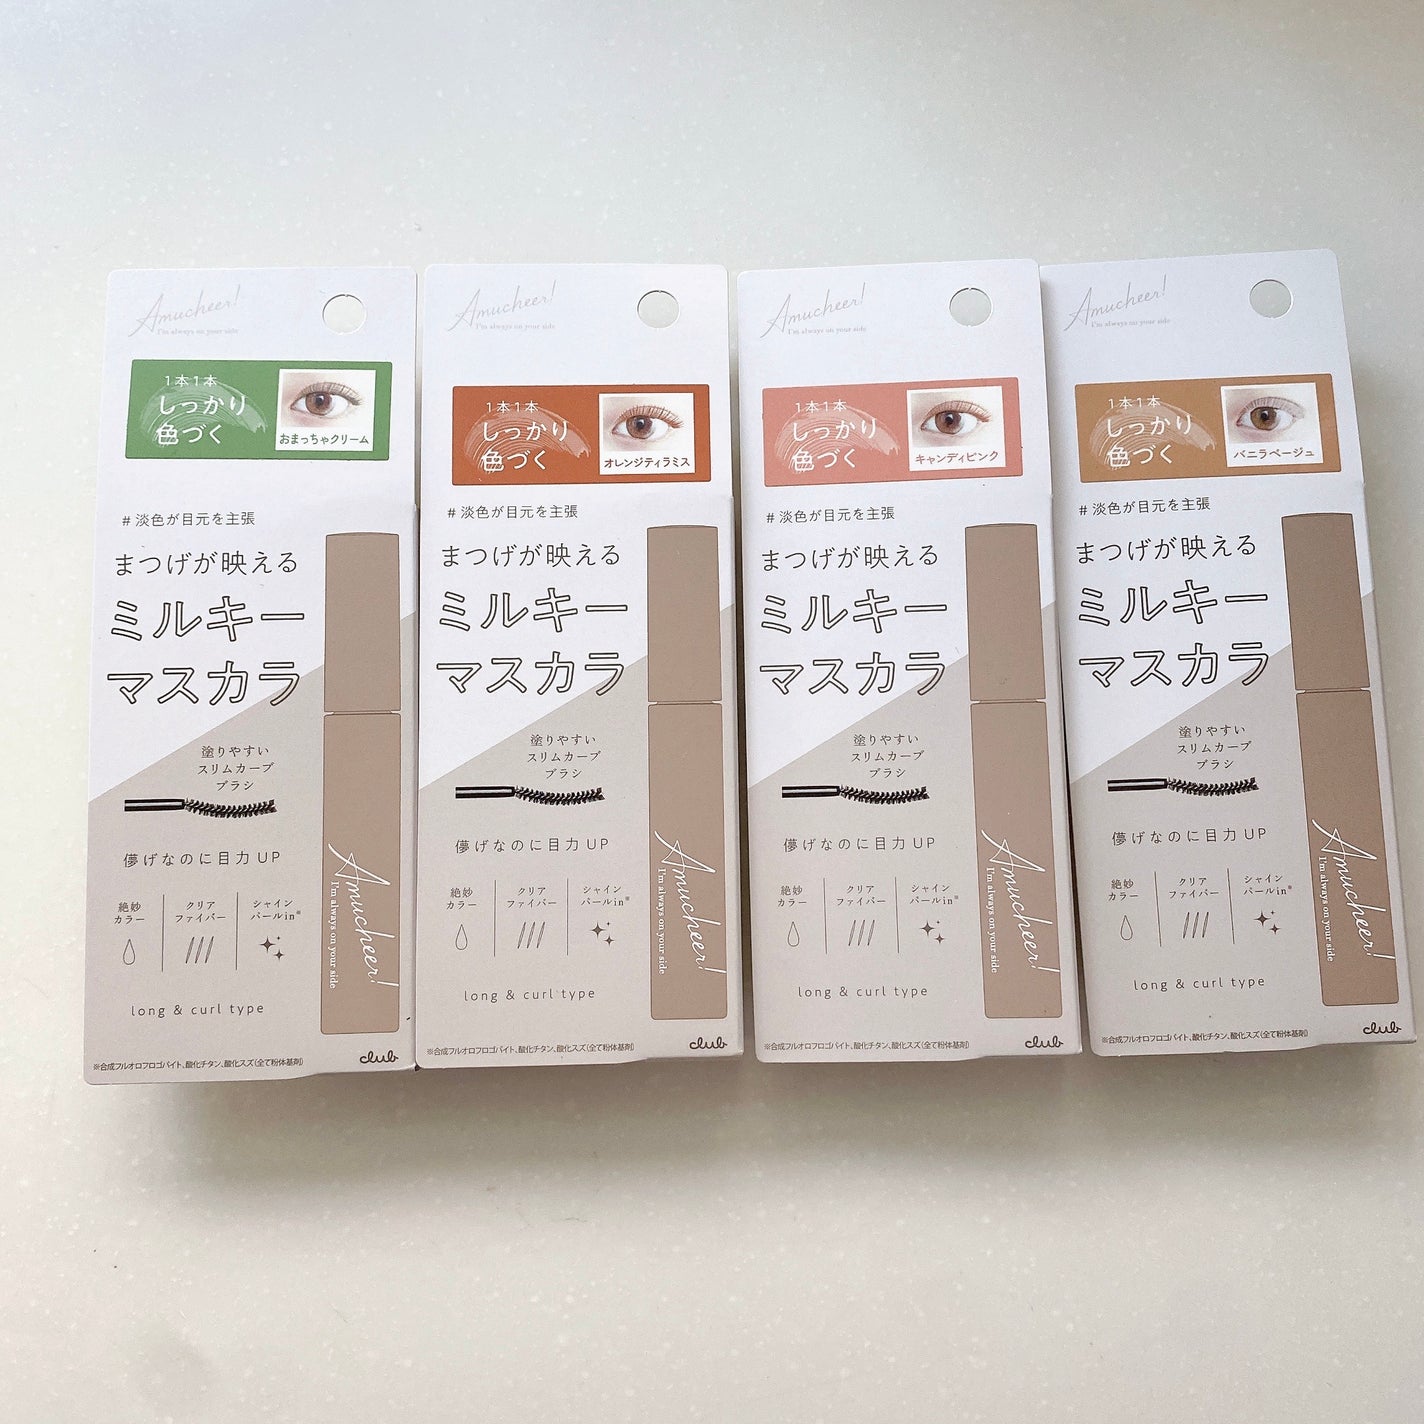 Amucheer!
I'm always on your side
1本1本
しっかり
色づく
おまっちゃクリーム
#淡色が目元を主張
まつげが映える
ミルキー
マスカラ
塗りやすい
スリムカーブ
ブラシ
儚げなのに目力UP
絶妙
カラー
クリア
ファイバー
シャイン
パールin※
long & curl type
Amucheer!
I'm always on your side
※合成フルオロフロゴパイト、酸化チタン、酸化スズ(全て粉体基剤)
club
Amucheer!
I'm always on your side
1本1本
しっかり
色づく
オレンジティラミス
#淡色が目元を主張
まつげが映える
ミルキー
マスカラ
塗りやすい
スリムカーブ
ブラシ
儚げなのに目力UP
絶妙
カラー
クリア
ファイバー
シャイン
パールin※
long & curl type
Amucheer!
I'm always on your side
※合成フルオロフロゴパイト、酸化チタン、酸化スズ(全て粉体基剤)
club
Amucheer!
I'm always on your side
1本1本
しっかり
色づく
キャンディピンク
#淡色が目元を主張
まつげが映える
ミルキー
マスカラ
塗りやすい
スリムカーブ
ブラシ
儚げなのに目力UP
絶妙
カラー
クリア
ファイバー
シャイン
パールin※
long & curl type
Amucheer!
I'm always on your side
※合成フルオロフロゴパイト、酸化チタン、酸化スズ(全て粉体基剤)
club
Amucheer!
I'm always on your side
1本1本
しっかり
色づく
バニラベージュ
#淡色が目元を主張
まつげが映える
ミルキー
マスカラ
塗りやすい
スリムカーブ
ブラシ
儚げなのに目力UP
絶妙
カラー
クリア
ファイバー
シャイン
パールin※
long & curl type
Amucheer!
I'm always on your side
※合成フルオロフロゴパイト、酸化チタン、酸化スズ(全て粉体基剤)
club